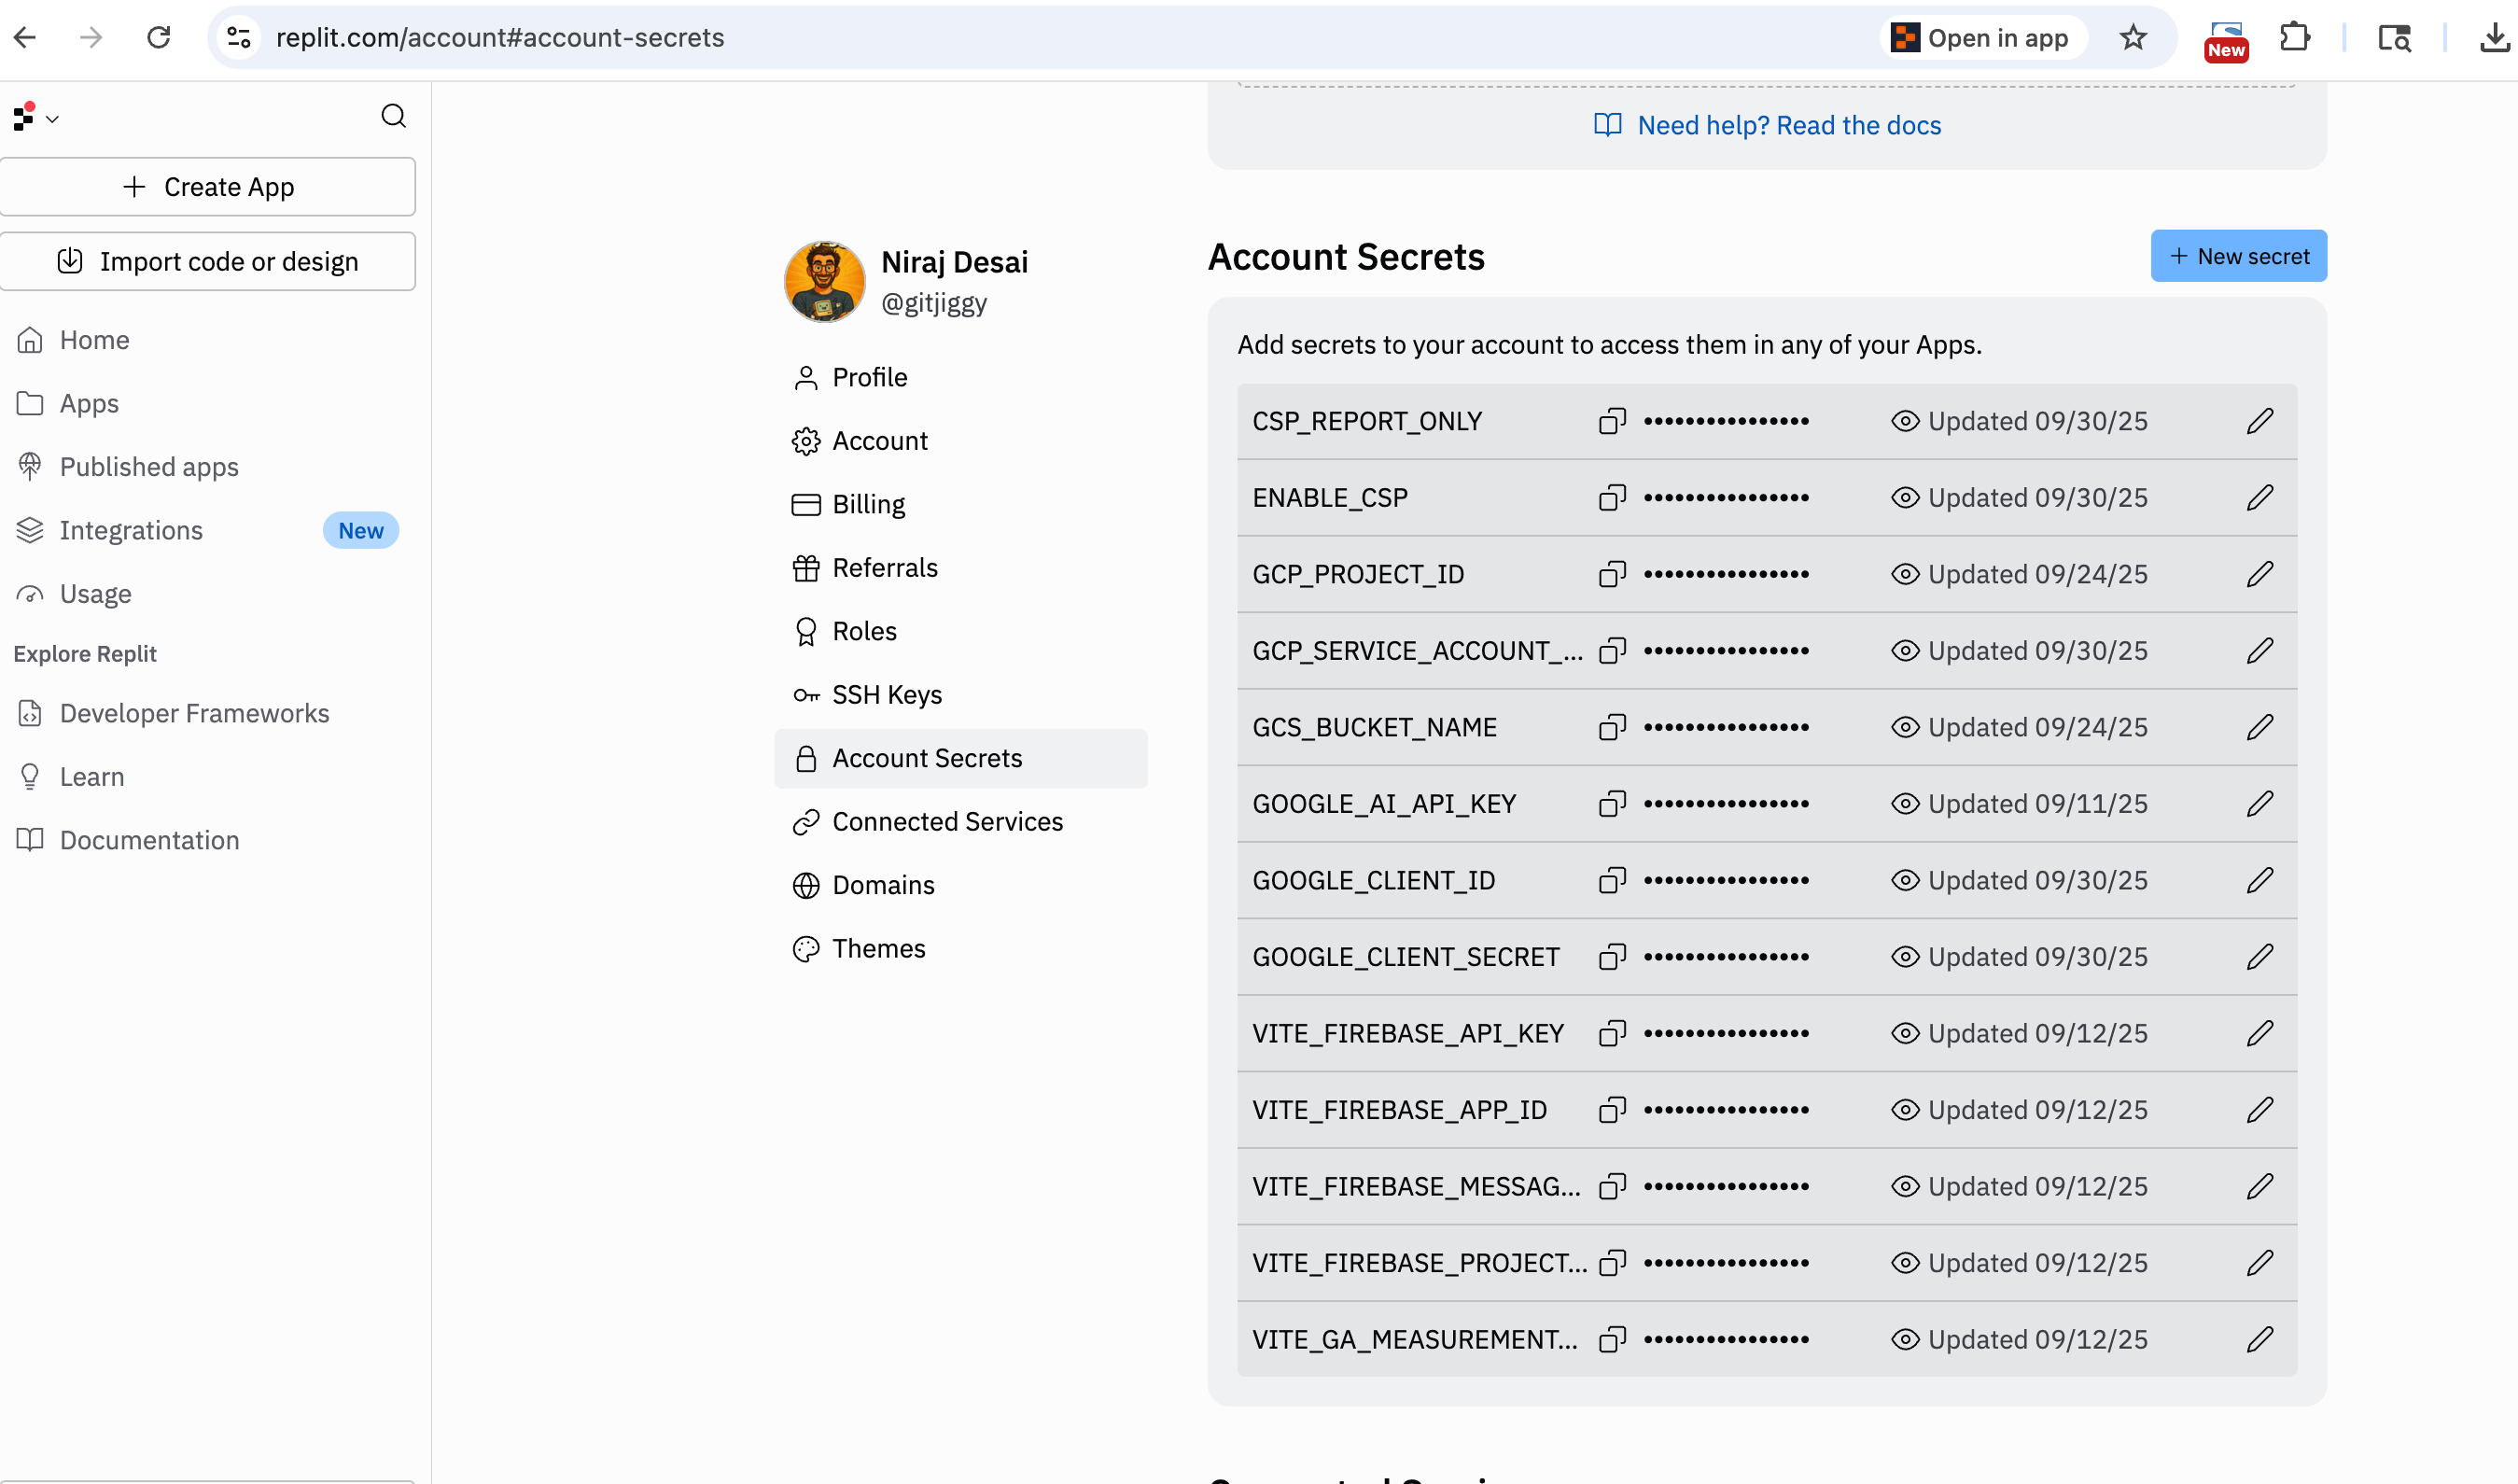 replit.com/account#account-secrets
Open in app
New
Create App
Import code or design
Home
Apps
Published apps
Integrations
New
Usage
Explore Replit
Developer Frameworks
Learn
Documentation
Niraj Desai
@gitjiggy
Profile
Account
Billing
Referrals
Roles
SSH Keys
Account Secrets
Connected Services
Domains
Themes
Need help? Read the docs
Account Secrets
+ New secret
Add secrets to your account to access them in any of your Apps.
CSP_REPORT_ONLY •••••••••••••••• Updated 09/30/25
ENABLE_CSP •••••••••••••••• Updated 09/30/25
GCP_PROJECT_ID •••••••••••••••• Updated 09/24/25
GCP_SERVICE_ACCOUNT_... •••••••••••••••• Updated 09/30/25
GCS_BUCKET_NAME •••••••••••••••• Updated 09/24/25
GOOGLE_AI_API_KEY •••••••••••••••• Updated 09/11/25
GOOGLE_CLIENT_ID •••••••••••••••• Updated 09/30/25
GOOGLE_CLIENT_SECRET •••••••••••••••• Updated 09/30/25
VITE_FIREBASE_API_KEY •••••••••••••••• Updated 09/12/25
VITE_FIREBASE_APP_ID •••••••••••••••• Updated 09/12/25
VITE_FIREBASE_MESSAG... •••••••••••••••• Updated 09/12/25
VITE_FIREBASE_PROJECT... •••••••••••••••• Updated 09/12/25
VITE_GA_MEASUREMENT... •••••••••••••••• Updated 09/12/25